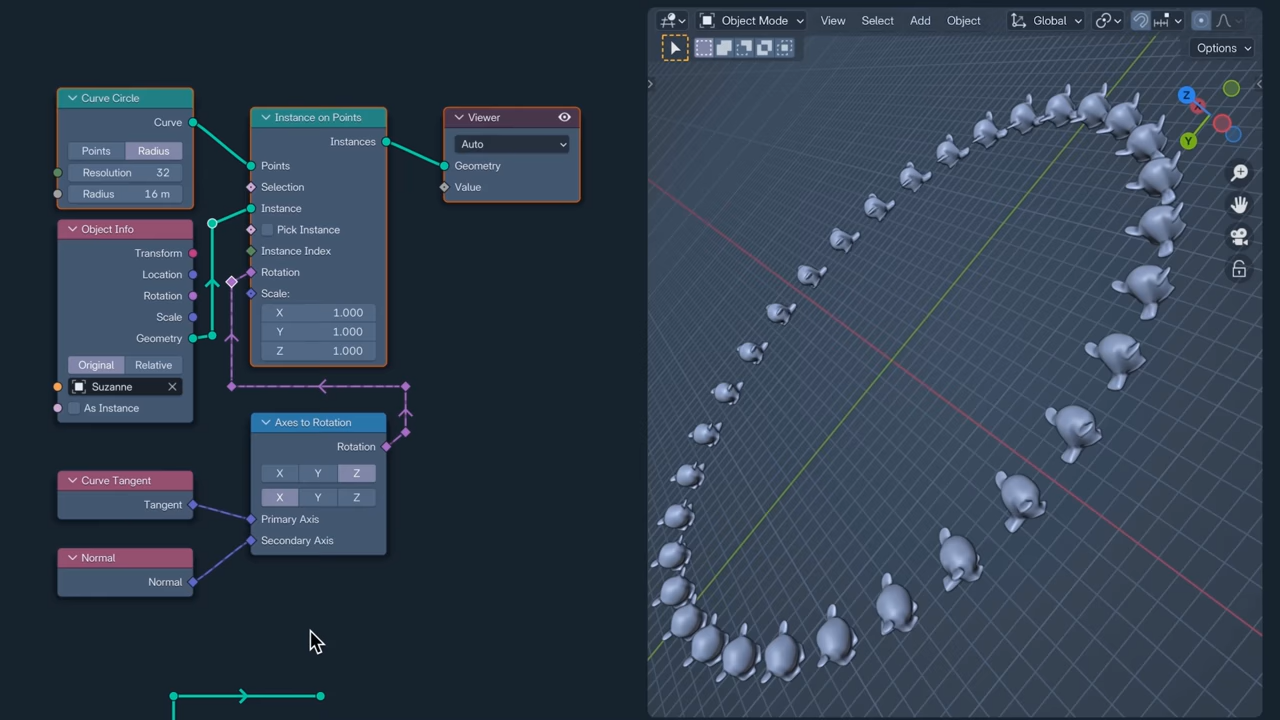 Object Mode
View
Select
Add
Object
Global
Options
Z
Y
Curve Circle
Curve
Points
Radius
Resolution 32
Radius 16 m
Object Info
Transform
Location
Rotation
Scale
Geometry
Original
Relative
Suzanne
As Instance
Curve Tangent
Tangent
Normal
Normal
Instance on Points
Instances
Points
Selection
Instance
Pick Instance
Instance Index
Rotation
Scale:
X 1.000
Y 1.000
Z 1.000
Axes to Rotation
Rotation
X Y Z
X Y Z
Primary Axis
Secondary Axis
Viewer
Auto
Geometry
Value